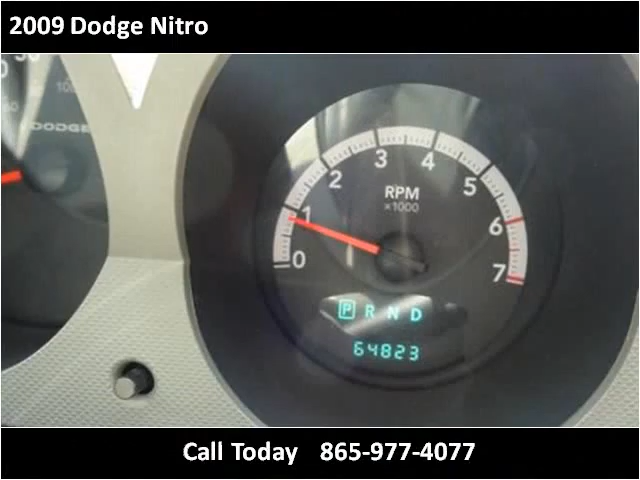 2009 Dodge Nitro
DODGE
0 1 2 3 4 5 6 7
RPM
×1000
P R N D
64823
Call Today 865-977-4077